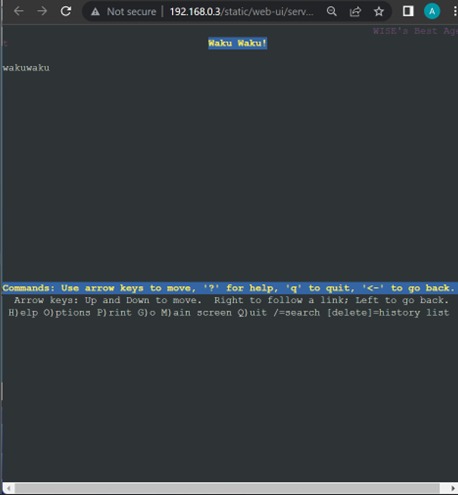 Not secure | 192.168.0.3/static/web-ui/serv... A
WISE's Best Age
t Waku Waku!
wakuwaku
Commands: Use arrow keys to move, '?' for help, 'q' to quit, '<-' to go back.
Arrow keys: Up and Down to move. Right to follow a link; Left to go back.
H)elp O)ptions P)rint G)o M)ain screen Q)uit /=search [delete]=history list